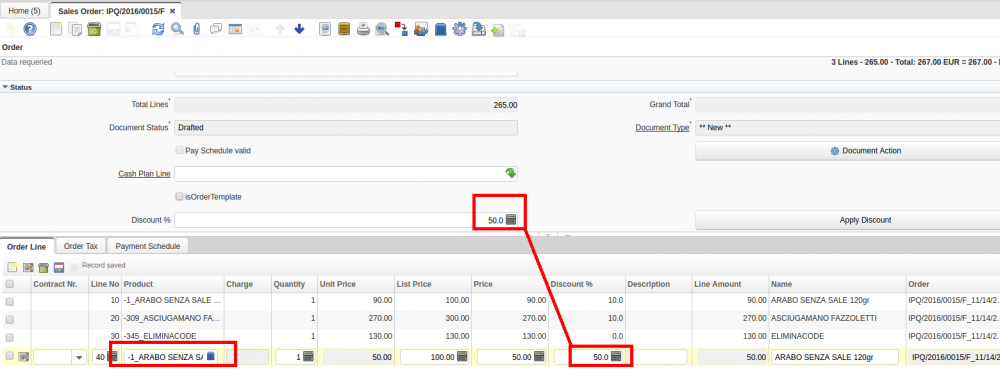 Home (5) Sales Order: IPQ/2016/0015/F ✖
Order
Data requeried 3 Lines - 265.00 - Total: 267.00 EUR = 267.00 -
Status
Total Lines* 265.00 Grand Total*
Document Status* Drafted Document Type* ** New **
Pay Schedule valid Document Action
Cash Plan Line
isOrderTemplate
Discount % 50.0 Apply Discount
Order Line Order Tax Payment Schedule
Record saved
Contract Nr. Line No Product Charge Quantity Unit Price List Price Price Discount % Description Line Amount Name Order
10 -1_ARABO SENZA SALE ... 1 90.00 100.00 90.00 10.0 90.00 ARABO SENZA SALE 120gr IPQ/2016/0015/F_11/14/2...
20 -309_ASCIUGAMANO FA... 1 270.00 300.00 270.00 10.0 270.00 ASCIUGAMANO FAZZOLETTI IPQ/2016/0015/F_11/14/2...
30 -345_ELIMINACODE 1 130.00 130.00 130.00 0.0 130.00 ELIMINACODE IPQ/2016/0015/F_11/14/2...
40 -1_ARABO SENZA SA 1 50.00 100.00 50.00 50.0 50.00 ARABO SENZA SALE 120gr IPQ/2016/0015/F_11/14/2